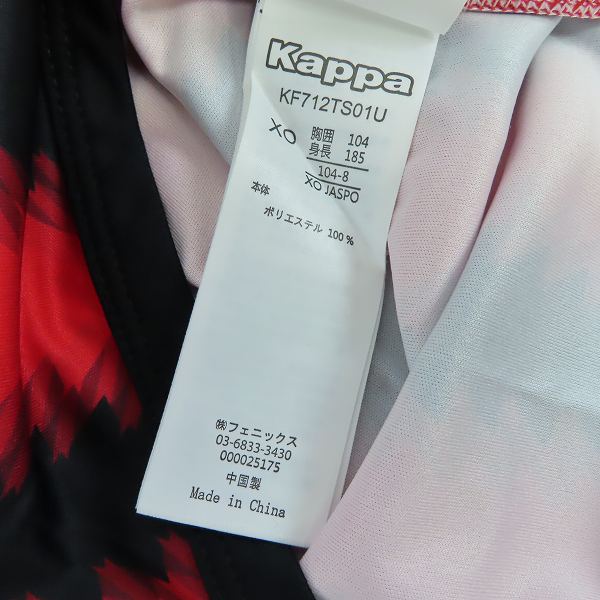 Kappa
KF712TS01U
XO 胸囲 104
身長 185
104-8
XO JASPO
本体
ポリエステル 100%
㈱フェニックス
03-6833-3430
000025175
中国製
Made in China